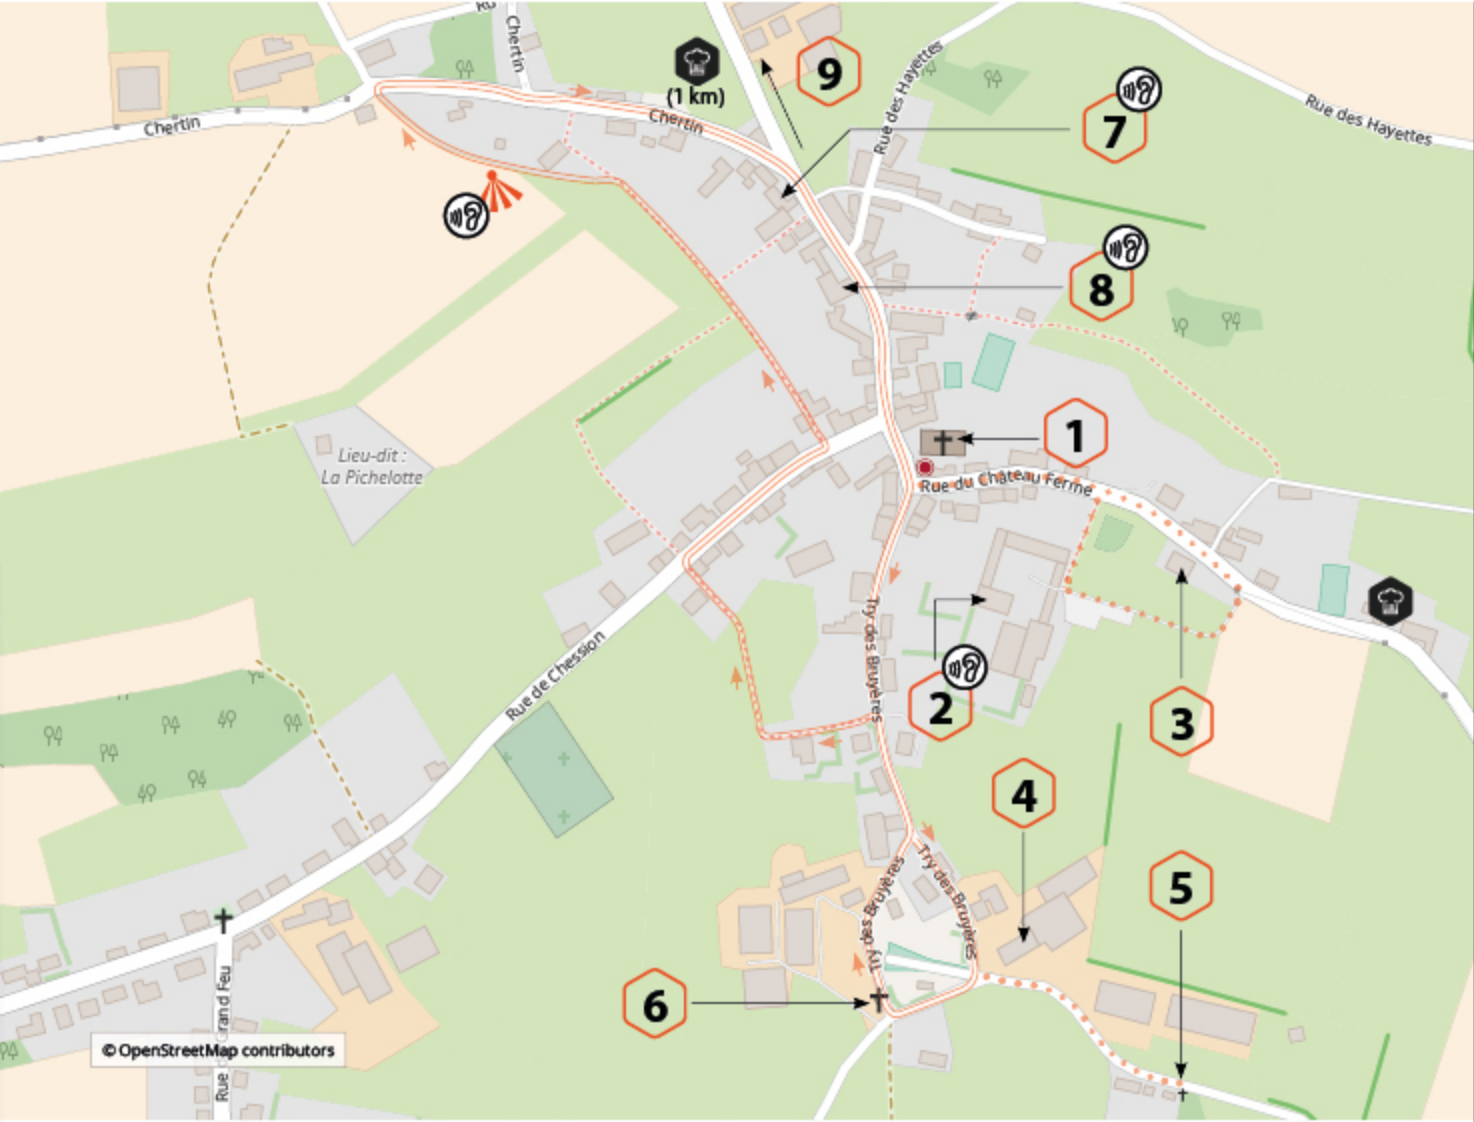 Chertin
(1 km)
9
Rue des Hayettes
Rue des Hayettes
Chertin
Chertin
7
8
1
Lieu-dit :
La Pichelotte
Rue du Château Ferme
Try des Bruyères
Rue de Chession
2
3
4
5
Try des Bruyères
Try des Bruyères
6
Rue
rand Feu
© OpenStreetMap contributors